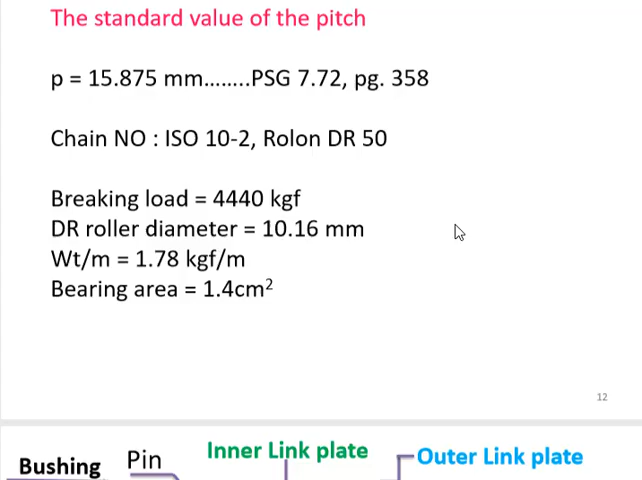 The standard value of the pitch
p = 15.875 mm........PSG 7.72, pg. 358
Chain NO : ISO 10-2, Rolon DR 50
Breaking load = 4440 kgf
DR roller diameter = 10.16 mm
Wt/m = 1.78 kgf/m
Bearing area = 1.4cm²
12
Bushing Pin Inner Link plate Outer Link plate